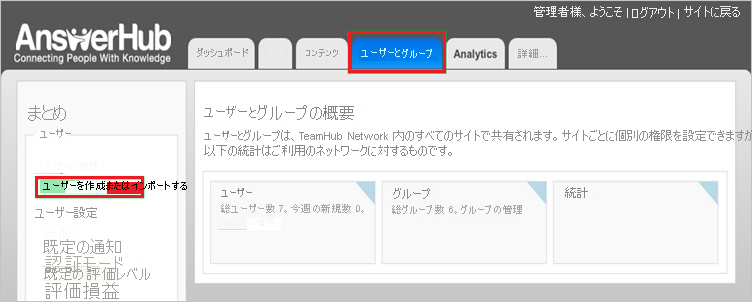 管理者様、ようこそ | ログアウト | サイトに戻る
AnswerHub
Connecting People With Knowledge
ダッシュボード
コンテンツ
ユーザーとグループ
Analytics
詳細...
まとめ
ユーザー
ユーザーを作成またはインポートする
ユーザー設定
既定の通知
認証モード
既定の評価レベル
評価損益
ユーザーとグループの概要
ユーザーとグループは、TeamHub Network 内のすべてのサイトで共有されます。サイトごとに個別の権限を設定できますが
以下の統計はご利用のネットワークに対するものです。
ユーザー
総ユーザー数 7。今週の新規数 0。
グループ
総グループ数 6。グループの管理
統計